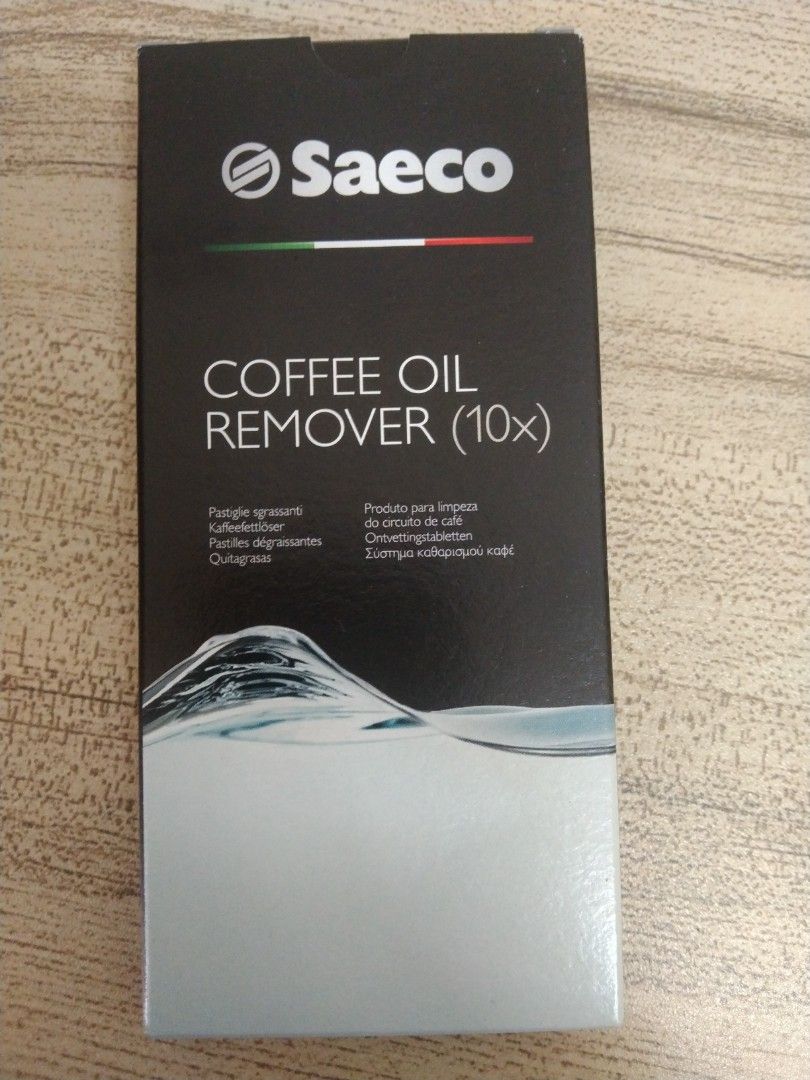 Saeco
COFFEE OIL
REMOVER (10x)
Pastiglie sgrassanti
Kaffeefettlöser
Pastilles dégraissantes
Quitagrasas
Produto para limpeza
do circuito de café
Ontvettingstabletten
Σύστημα καθαρισμού καφέ